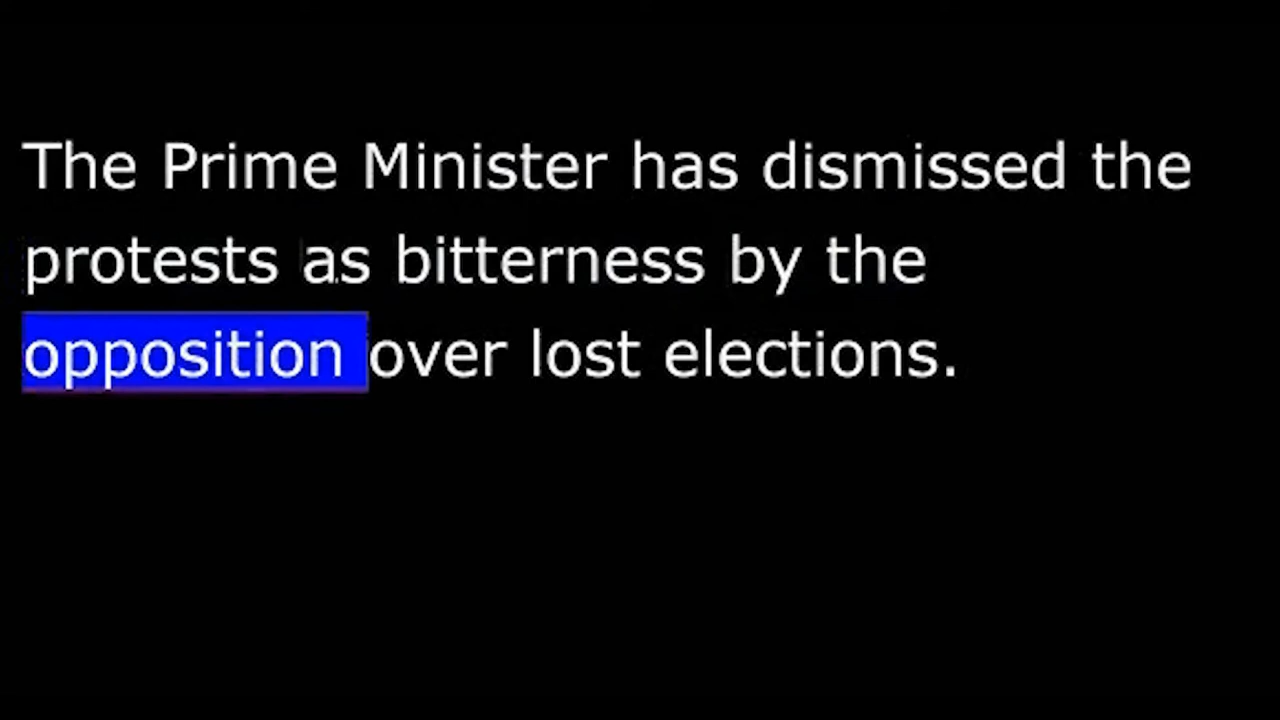 The Prime Minister has dismissed the
protests as bitterness by the
opposition over lost elections.